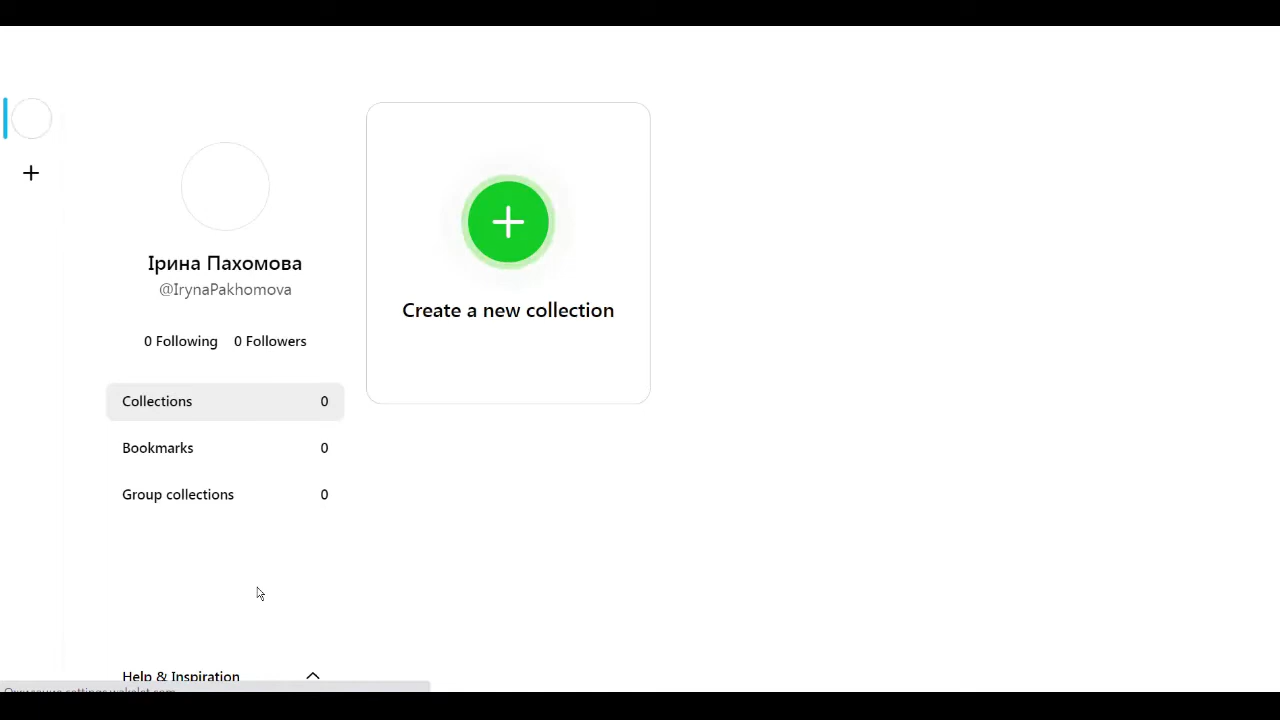 Ірина Пахомова
@IrynaPakhomova
0 Following 0 Followers
Collections 0
Bookmarks 0
Group collections 0
Help & Inspiration
Create a new collection